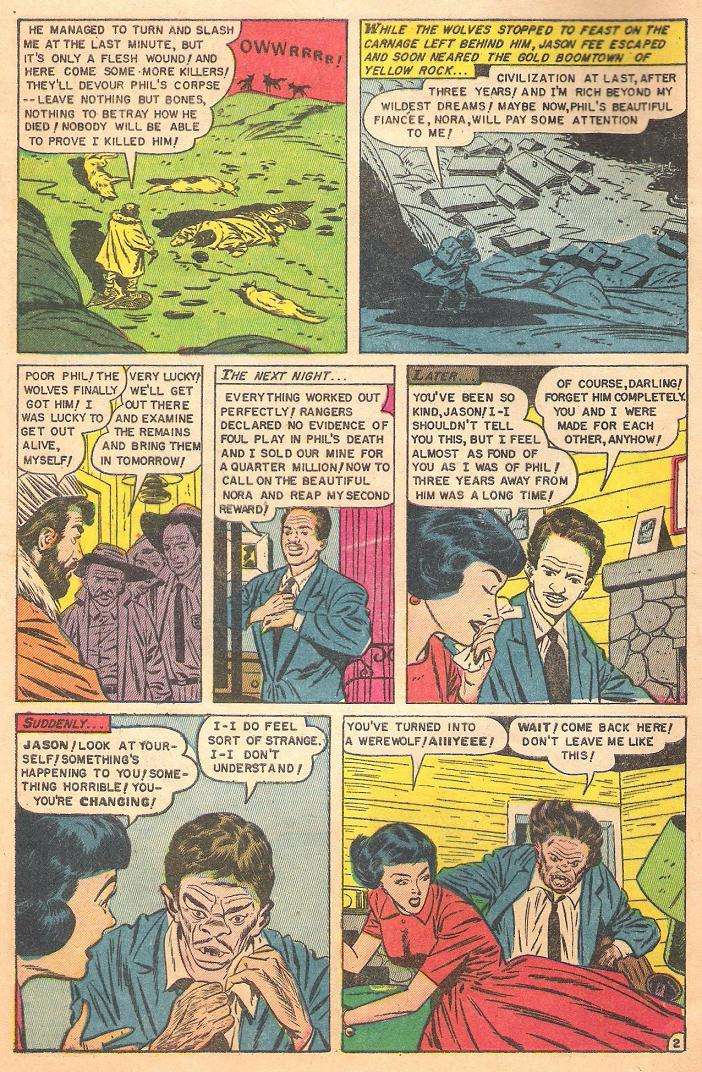 HE MANAGED TO TURN AND SLASH
ME AT THE LAST MINUTE, BUT
IT'S ONLY A FLESH WOUND! AND
HERE COME SOME MORE KILLERS!
THEY'LL DEVOUR PHIL'S CORPSE
--LEAVE NOTHING BUT BONES,
NOTHING TO BETRAY HOW HE
DIED! NOBODY WILL BE ABLE
TO PROVE I KILLED HIM!
OWWRRRR!
WHILE THE WOLVES STOPPED TO FEAST ON THE
CARNAGE LEFT BEHIND HIM, JASON FEE ESCAPED
AND SOON NEARED THE GOLD BOOMTOWN OF
YELLOW ROCK...
CIVILIZATION AT LAST, AFTER
THREE YEARS! AND I'M RICH BEYOND MY
WILDEST DREAMS! MAYBE NOW, PHIL'S BEAUTIFUL
FIANCÉE, NORA, WILL PAY SOME ATTENTION
TO ME!
POOR PHIL! THE
WOLVES FINALLY
GOT HIM! I
WAS LUCKY TO
GET OUT
ALIVE,
MYSELF!
VERY LUCKY!
WE'LL GET
OUT THERE
AND EXAMINE
THE REMAINS
AND BRING THEM
IN TOMORROW!
THE NEXT NIGHT...
EVERYTHING WORKED OUT
PERFECTLY! RANGERS
DECLARED NO EVIDENCE OF
FOUL PLAY IN PHIL'S DEATH
AND I SOLD OUR MINE FOR
A QUARTER MILLION! NOW TO
CALL ON THE BEAUTIFUL
NORA AND REAP MY SECOND
REWARD!
LATER...
YOU'VE BEEN SO
KIND, JASON! I-I
SHOULDN'T TELL
YOU THIS, BUT I FEEL
ALMOST AS FOND OF
YOU AS I WAS OF PHIL!
THREE YEARS AWAY FROM
HIM WAS A LONG TIME!
OF COURSE, DARLING!
FORGET HIM COMPLETELY.
YOU AND I WERE
MADE FOR EACH
OTHER, ANYHOW!
SUDDENLY...
JASON! LOOK AT YOUR-
SELF! SOMETHING'S
HAPPENING TO YOU! SOME-
THING HORRIBLE! YOU--
YOU'RE CHANGING!
I-I DO FEEL
SORT OF STRANGE.
I-I DON'T
UNDERSTAND!
YOU'VE TURNED INTO
A WEREWOLF! AIIIYEEE!
WAIT! COME BACK HERE!
DON'T LEAVE ME LIKE
THIS!
2